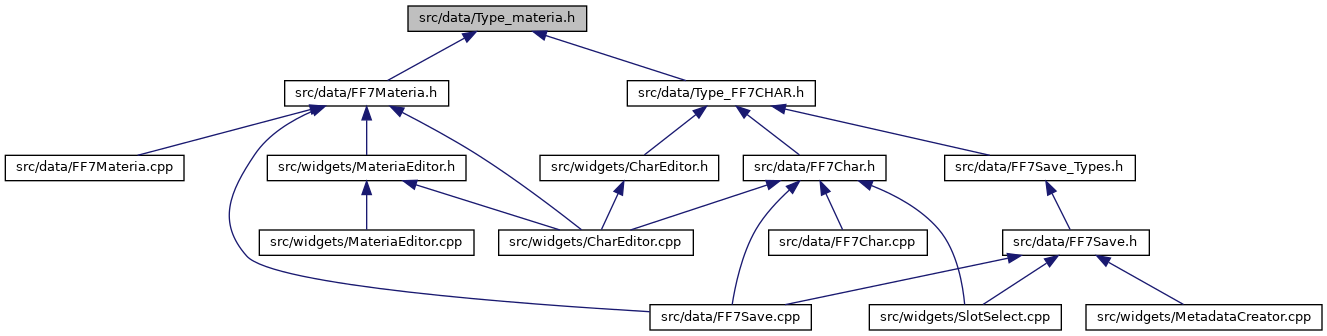 src/data/Type_materia.h
src/data/FF7Materia.h
src/data/Type_FF7CHAR.h
src/data/FF7Materia.cpp
src/widgets/MateriaEditor.h
src/widgets/CharEditor.h
src/data/FF7Char.h
src/data/FF7Save_Types.h
src/widgets/MateriaEditor.cpp
src/widgets/CharEditor.cpp
src/data/FF7Char.cpp
src/data/FF7Save.h
src/data/FF7Save.cpp
src/widgets/SlotSelect.cpp
src/widgets/MetadataCreator.cpp